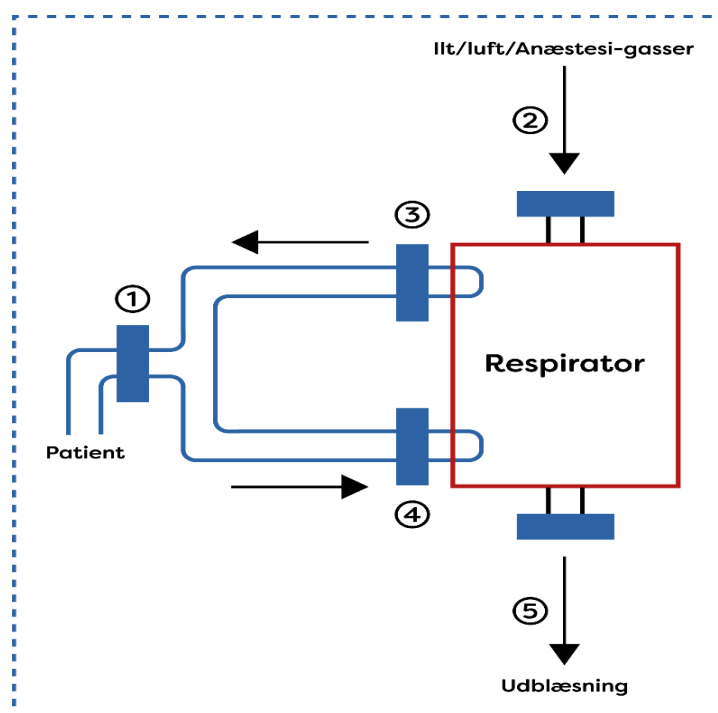 Ilt/luft/Anæstesi-gasser
2
3
1
Respirator
Patient
4
5
Udblæsning